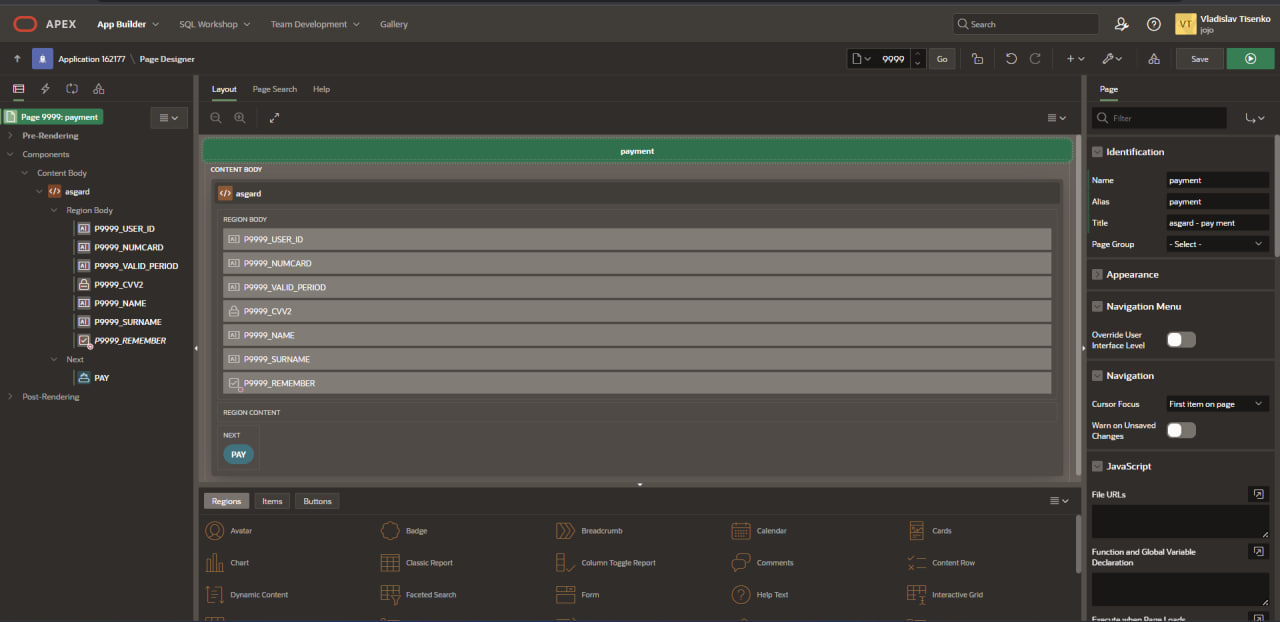 APEX
App Builder
SQL Workshop
Team Development
Gallery
Search
VT
Vladislav Tisenko
jojo
Application 162177 \ Page Designer
9999
Go
Save
Page 9999: payment
Pre-Rendering
Components
Content Body
</> asgard
Region Body
P9999_USER_ID
P9999_NUMCARD
P9999_VALID_PERIOD
P9999_CVV2
P9999_NAME
P9999_SURNAME
P9999_REMEMBER
Next
PAY
Post-Rendering
Layout
Page Search
Help
payment
CONTENT BODY
</> asgard
REGION BODY
P9999_USER_ID
P9999_NUMCARD
P9999_VALID_PERIOD
P9999_CVV2
P9999_NAME
P9999_SURNAME
P9999_REMEMBER
REGION CONTENT
NEXT
PAY
Regions
Items
Buttons
Avatar
Badge
Breadcrumb
Calendar
Cards
Chart
Classic Report
Column Toggle Report
Comments
Content Row
Dynamic Content
Faceted Search
Form
Help Text
Interactive Grid
Page
Filter
Identification
Name
payment
Alias
payment
Title
asgard - pay ment
Page Group
- Select -
Appearance
Navigation Menu
Override User
Interface Level
Navigation
Cursor Focus
First item on page
Warn on Unsaved
Changes
JavaScript
File URLs
Function and Global Variable
Declaration
Execute when Page Loads